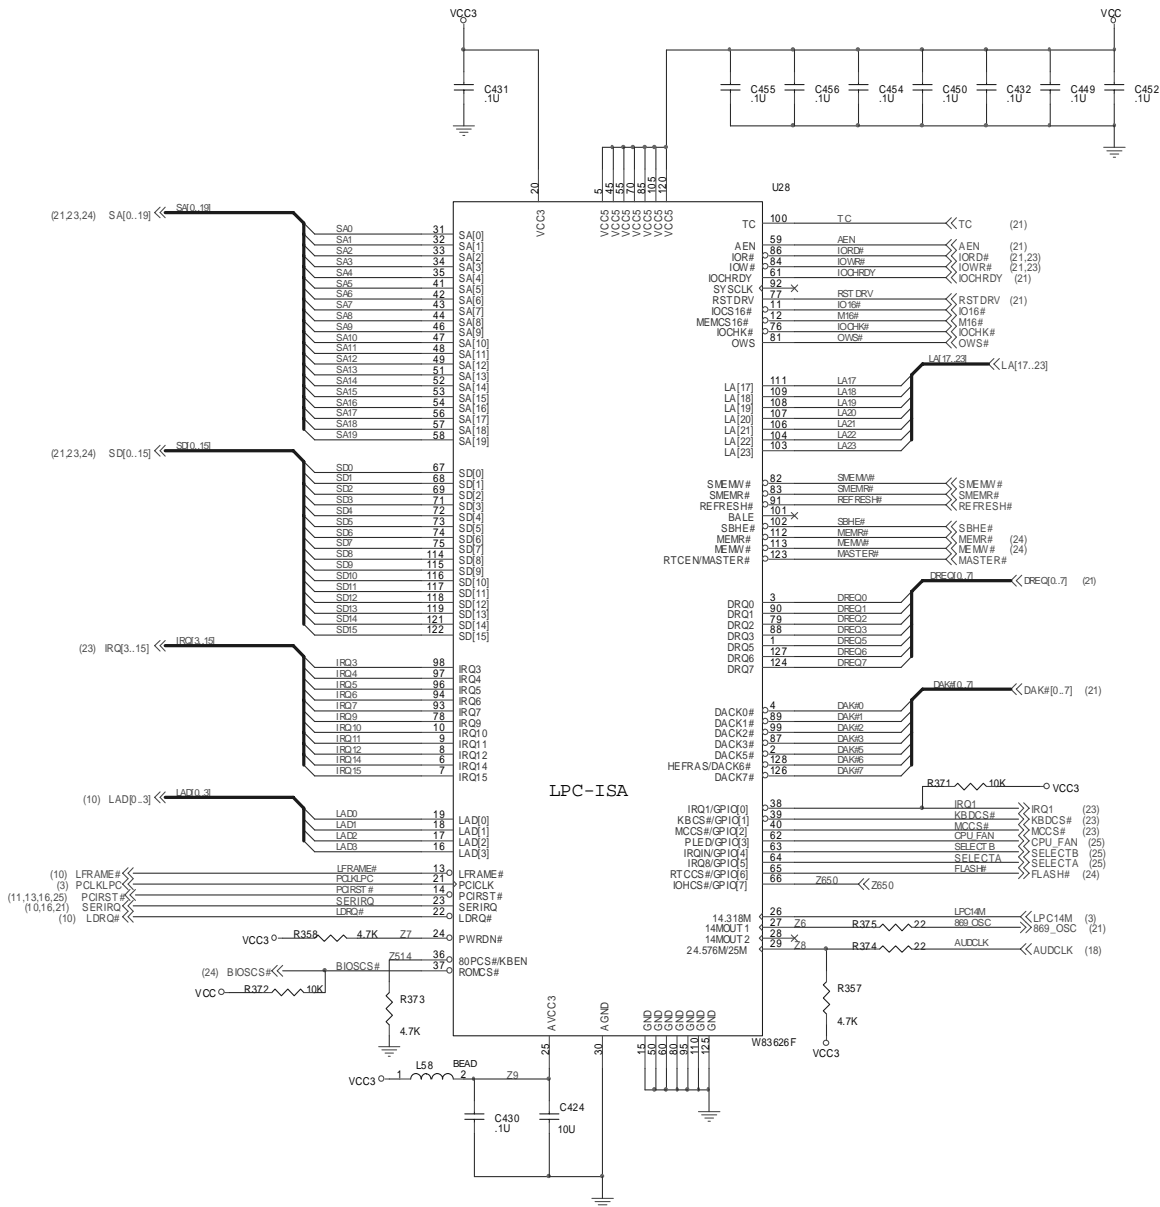 VCC3
VCC
C431
.1U
C455
.1U
C456
.1U
C454
.1U
C450
.1U
C432
.1U
C449
.1U
C452
.1U
20
5
45
55
70
85
105
120
U28
VCC3
VCC5
VCC5
VCC5
VCC5
VCC5
VCC5
VCC5
(21,23,24) SA[0..19] SA[0..19]
SA0 31 SA[0]
SA1 32 SA[1]
SA2 33 SA[2]
SA3 34 SA[3]
SA4 35 SA[4]
SA5 41 SA[5]
SA6 42 SA[6]
SA7 43 SA[7]
SA8 44 SA[8]
SA9 46 SA[9]
SA10 47 SA[10]
SA11 48 SA[11]
SA12 49 SA[12]
SA13 51 SA[13]
SA14 52 SA[14]
SA15 53 SA[15]
SA16 54 SA[16]
SA17 56 SA[17]
SA18 57 SA[18]
SA19 58 SA[19]
(21,23,24) SD[0..15] SD[0..15]
SD0 67 SD[0]
SD1 68 SD[1]
SD2 69 SD[2]
SD3 71 SD[3]
SD4 72 SD[4]
SD5 73 SD[5]
SD6 74 SD[6]
SD7 75 SD[7]
SD8 114 SD[8]
SD9 115 SD[9]
SD10 116 SD[10]
SD11 117 SD[11]
SD12 118 SD[12]
SD13 119 SD[13]
SD14 121 SD[14]
SD15 122 SD[15]
(23) IRQ[3..15] IRQ[3..15]
IRQ3 98 IRQ3
IRQ4 97 IRQ4
IRQ5 96 IRQ5
IRQ6 94 IRQ6
IRQ7 93 IRQ7
IRQ9 78 IRQ9
IRQ10 10 IRQ10
IRQ11 9 IRQ11
IRQ12 8 IRQ12
IRQ14 6 IRQ14
IRQ15 7 IRQ15
(10) LAD[0..3] LAD[0..3]
LAD0 19 LAD[0]
LAD1 18 LAD[1]
LAD2 17 LAD[2]
LAD3 16 LAD[3]
(10) LFRAME# LFRAME# 13 LFRAME#
(3) PCLKLPC PCLKLPC 21 PCICLK
(11,13,16,25) PCIRST# PCIRST# 14 PCIRST#
(10,16,21) SERIRQ SERIRQ 23 SERIRQ
(10) LDRQ# LDRQ# 22 LDRQ#
VCC3 R358 4.7K Z7 24 PWRDN#
Z514 36 80PCS#/KBEN
(24) BIOSCS# BIOSCS# 37 ROMCS#
VCC R372 10K
R373
4.7K
LPC-ISA
TC 100 TC TC (21)
AEN 59 AEN AEN (21)
IOR# 86 IORD# IORD# (21,23)
IOW# 84 IOWR# IOWR# (21,23)
IOCHRDY 61 IOCHRDY IOCHRDY (21)
SYSCLK 92
RSTDRV 77 RSTDRV RSTDRV (21)
IOCS16# 11 IO16# IO16#
MEMCS16# 12 M16# M16#
IOCHK# 76 IOCHK# IOCHK#
OWS 81 OWS# OWS#
LA[17..23] LA[17..23]
LA[17] 111 LA17
LA[18] 109 LA18
LA[19] 108 LA19
LA[20] 107 LA20
LA[21] 106 LA21
LA[22] 104 LA22
LA[23] 103 LA23
SMEMW# 82 SMEMW# SMEMW#
SMEMR# 83 SMEMR# SMEMR#
REFRESH# 91 REFRESH# REFRESH#
BALE 101
SBHE# 102 SBHE# SBHE#
MEMR# 112 MEMR# MEMR# (24)
MEMW# 113 MEMW# MEMW# (24)
RTCEN/MASTER# 123 MASTER# MASTER#
DREQ[0..7] DREQ[0..7] (21)
DRQ0 3 DREQ0
DRQ1 90 DREQ1
DRQ2 79 DREQ2
DRQ3 88 DREQ3
DRQ5 1 DREQ5
DRQ6 127 DREQ6
DRQ7 124 DREQ7
DAK#[0..7] DAK#[0..7] (21)
DACK0# 4 DAK#0
DACK1# 89 DAK#1
DACK2# 99 DAK#2
DACK3# 87 DAK#3
DACK5# 2 DAK#5
HEFRAS/DACK6# 128 DAK#6
DACK7# 126 DAK#7
R371 10K VCC3
IRQ1/GPIO[0] 38 IRQ1 IRQ1 (23)
KBCS#/GPIO[1] 39 KBDCS# KBDCS# (23)
MCCS#/GPIO[2] 40 MCCS# MCCS# (23)
PLED/GPIO[3] 62 CPU_FAN CPU_FAN (25)
IRQIN/GPIO[4] 63 SELECTB SELECTB (25)
IRQ8/GPIO[5] 64 SELECTA SELECTA (25)
RTCCS#/GPIO[6] 65 FLASH# FLASH# (24)
IOHCS#/GPIO[7] 66 Z650 Z650
14.318M 26 LPC14M LPC14M (3)
14MOUT1 27 Z6 R375 22 869_OSC 869_OSC (21)
14MOUT2 28
24.576M/25M 29 Z8 R374 22 AUDCLK AUDCLK (18)
R357
4.7K
VCC3
W83626F
AVCC3
AGND
GND
GND
GND
GND
GND
GND
GND
25
30
15
50
60
80
95
110
125
VCC3 1 L58 BEAD 2 Z9
C430
.1U
C424
10U